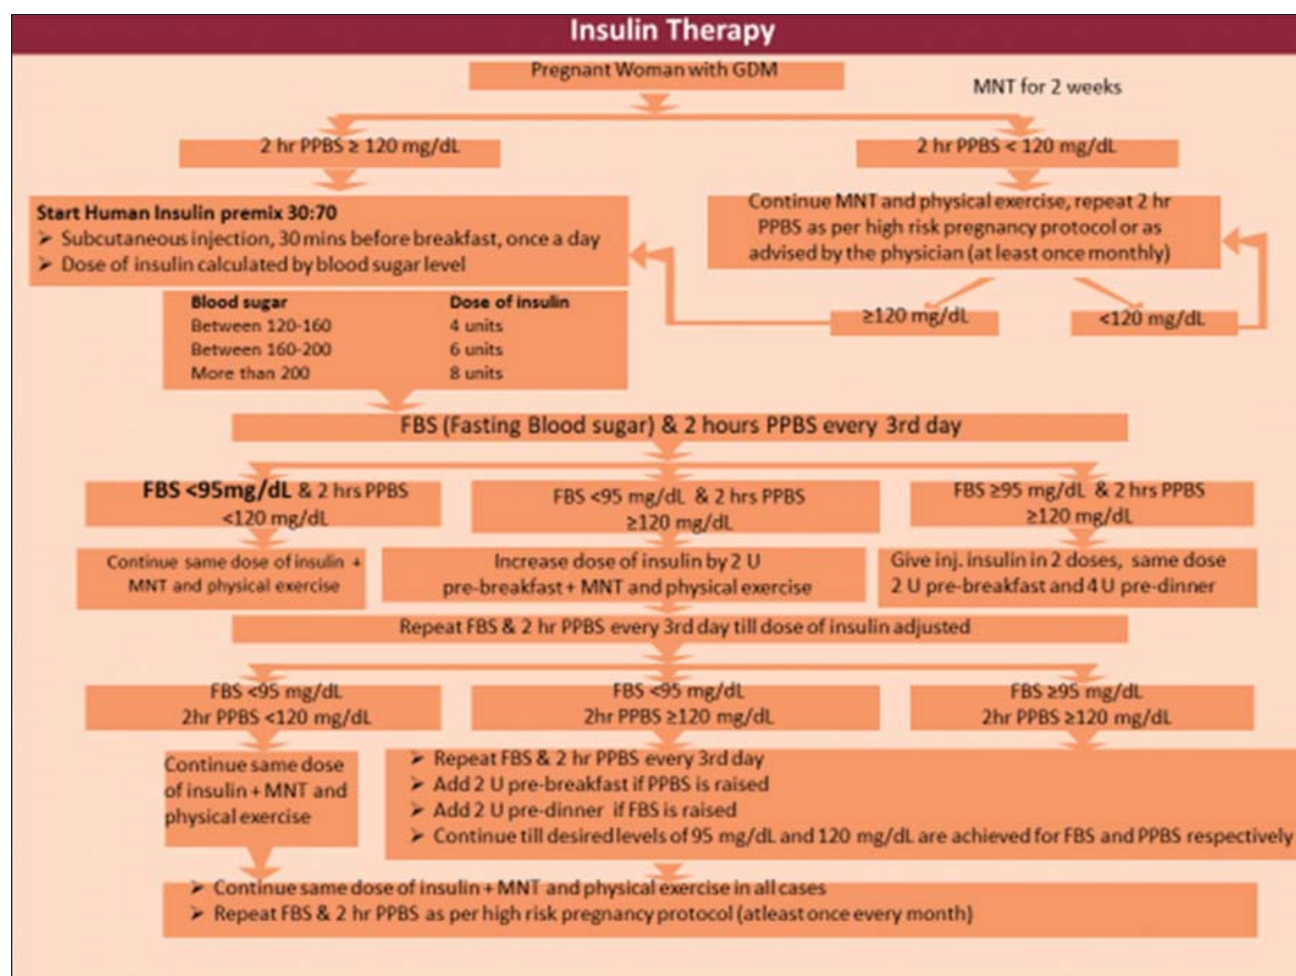 Insulin Therapy
Pregnant Woman with GDM
MNT for 2 weeks
2 hr PPBS ≥ 120 mg/dL
2 hr PPBS < 120 mg/dL
Start Human Insulin premix 30:70
➤ Subcutaneous injection, 30 mins before breakfast, once a day
➤ Dose of insulin calculated by blood sugar level
Continue MNT and physical exercise, repeat 2 hr
PPBS as per high risk pregnancy protocol or as
advised by the physician (at least once monthly)
≥120 mg/dL
<120 mg/dL
Blood sugar Dose of insulin
Between 120-160 4 units
Between 160-200 6 units
More than 200 8 units
FBS (Fasting Blood sugar) & 2 hours PPBS every 3rd day
FBS <95mg/dL & 2 hrs PPBS
<120 mg/dL
FBS <95 mg/dL & 2 hrs PPBS
≥120 mg/dL
FBS ≥95 mg/dL & 2 hrs PPBS
≥120 mg/dL
Continue same dose of insulin +
MNT and physical exercise
Increase dose of insulin by 2 U
pre-breakfast + MNT and physical exercise
Give inj. insulin in 2 doses, same dose
2 U pre-breakfast and 4 U pre-dinner
Repeat FBS & 2 hr PPBS every 3rd day till dose of insulin adjusted
FBS <95 mg/dL
2hr PPBS <120 mg/dL
FBS <95 mg/dL
2hr PPBS ≥120 mg/dL
FBS ≥95 mg/dL
2hr PPBS ≥120 mg/dL
Continue same dose
of insulin + MNT and
physical exercise
➤ Repeat FBS & 2 hr PPBS every 3rd day
➤ Add 2 U pre-breakfast if PPBS is raised
➤ Add 2 U pre-dinner if FBS is raised
➤ Continue till desired levels of 95 mg/dL and 120 mg/dL are achieved for FBS and PPBS respectively
➤ Continue same dose of insulin + MNT and physical exercise in all cases
➤ Repeat FBS & 2 hr PPBS as per high risk pregnancy protocol (atleast once every month)